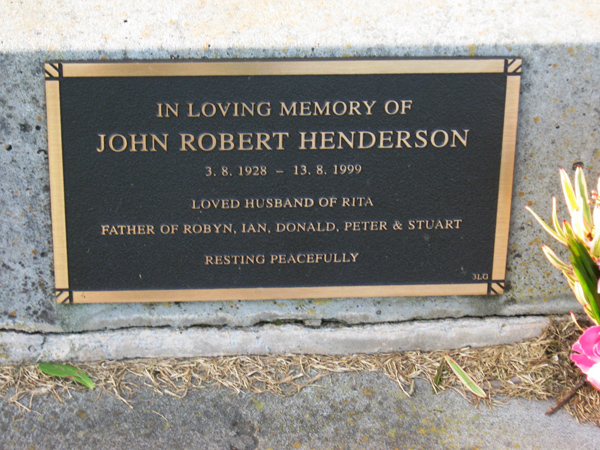 IN LOVING MEMORY OF
JOHN ROBERT HENDERSON
3. 8. 1928 – 13. 8. 1999
LOVED HUSBAND OF RITA
FATHER OF ROBYN, IAN, DONALD, PETER & STUART
RESTING PEACEFULLY
3LO